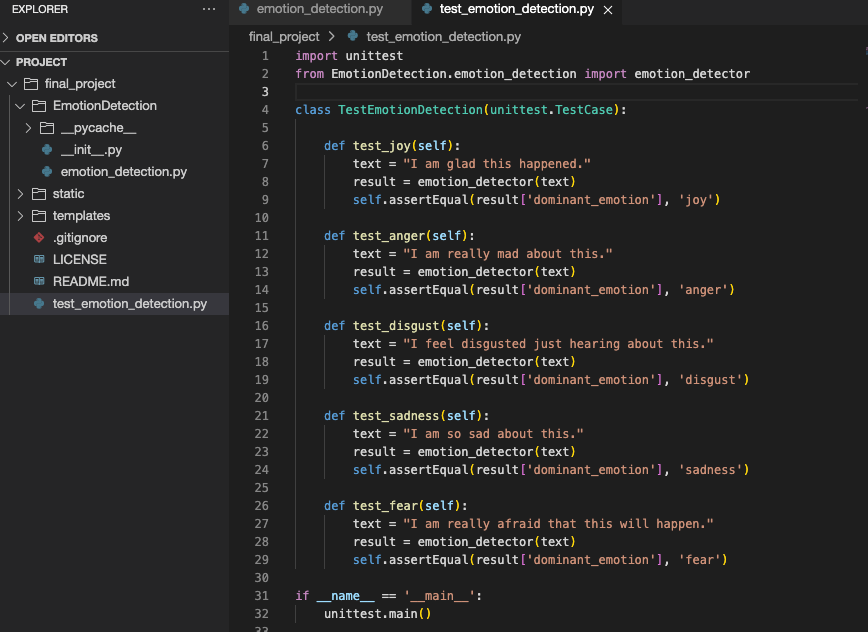 EXPLORER
OPEN EDITORS
PROJECT
final_project
EmotionDetection
__pycache__
__init__.py
emotion_detection.py
static
templates
.gitignore
LICENSE
README.md
test_emotion_detection.py
emotion_detection.py test_emotion_detection.py
final_project > test_emotion_detection.py
1 import unittest
2 from EmotionDetection.emotion_detection import emotion_detector
3
4 class TestEmotionDetection(unittest.TestCase):
5
6 def test_joy(self):
7 text = "I am glad this happened."
8 result = emotion_detector(text)
9 self.assertEqual(result['dominant_emotion'], 'joy')
10
11 def test_anger(self):
12 text = "I am really mad about this."
13 result = emotion_detector(text)
14 self.assertEqual(result['dominant_emotion'], 'anger')
15
16 def test_disgust(self):
17 text = "I feel disgusted just hearing about this."
18 result = emotion_detector(text)
19 self.assertEqual(result['dominant_emotion'], 'disgust')
20
21 def test_sadness(self):
22 text = "I am so sad about this."
23 result = emotion_detector(text)
24 self.assertEqual(result['dominant_emotion'], 'sadness')
25
26 def test_fear(self):
27 text = "I am really afraid that this will happen."
28 result = emotion_detector(text)
29 self.assertEqual(result['dominant_emotion'], 'fear')
30
31 if __name__ == '__main__':
32 unittest.main()
33